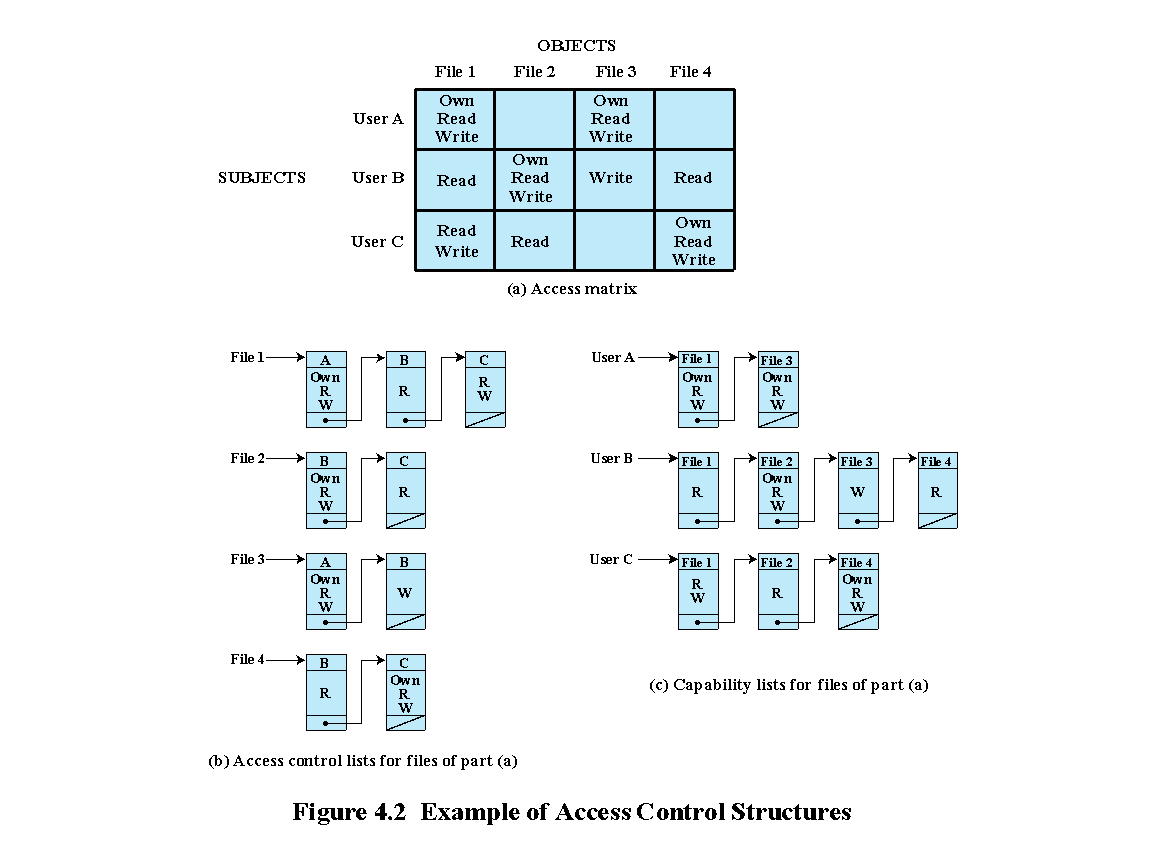 OBJECTS
File 1 File 2 File 3 File 4
User A
Own
Read
Write
Own
Read
Write
SUBJECTS
User B
Read
Own
Read
Write
Write
Read
User C
Read
Write
Read
Own
Read
Write
(a) Access matrix
File 1
A
Own
R
W
B
R
C
R
W
File 2
B
Own
R
W
C
R
File 3
A
Own
R
W
B
W
File 4
B
R
C
Own
R
W
(b) Access control lists for files of part (a)
User A
File 1
Own
R
W
File 3
Own
R
W
User B
File 1
R
File 2
Own
R
W
File 3
W
File 4
R
User C
File 1
R
W
File 2
R
File 4
Own
R
W
(c) Capability lists for files of part (a)
Figure 4.2 Example of Access Control Structures